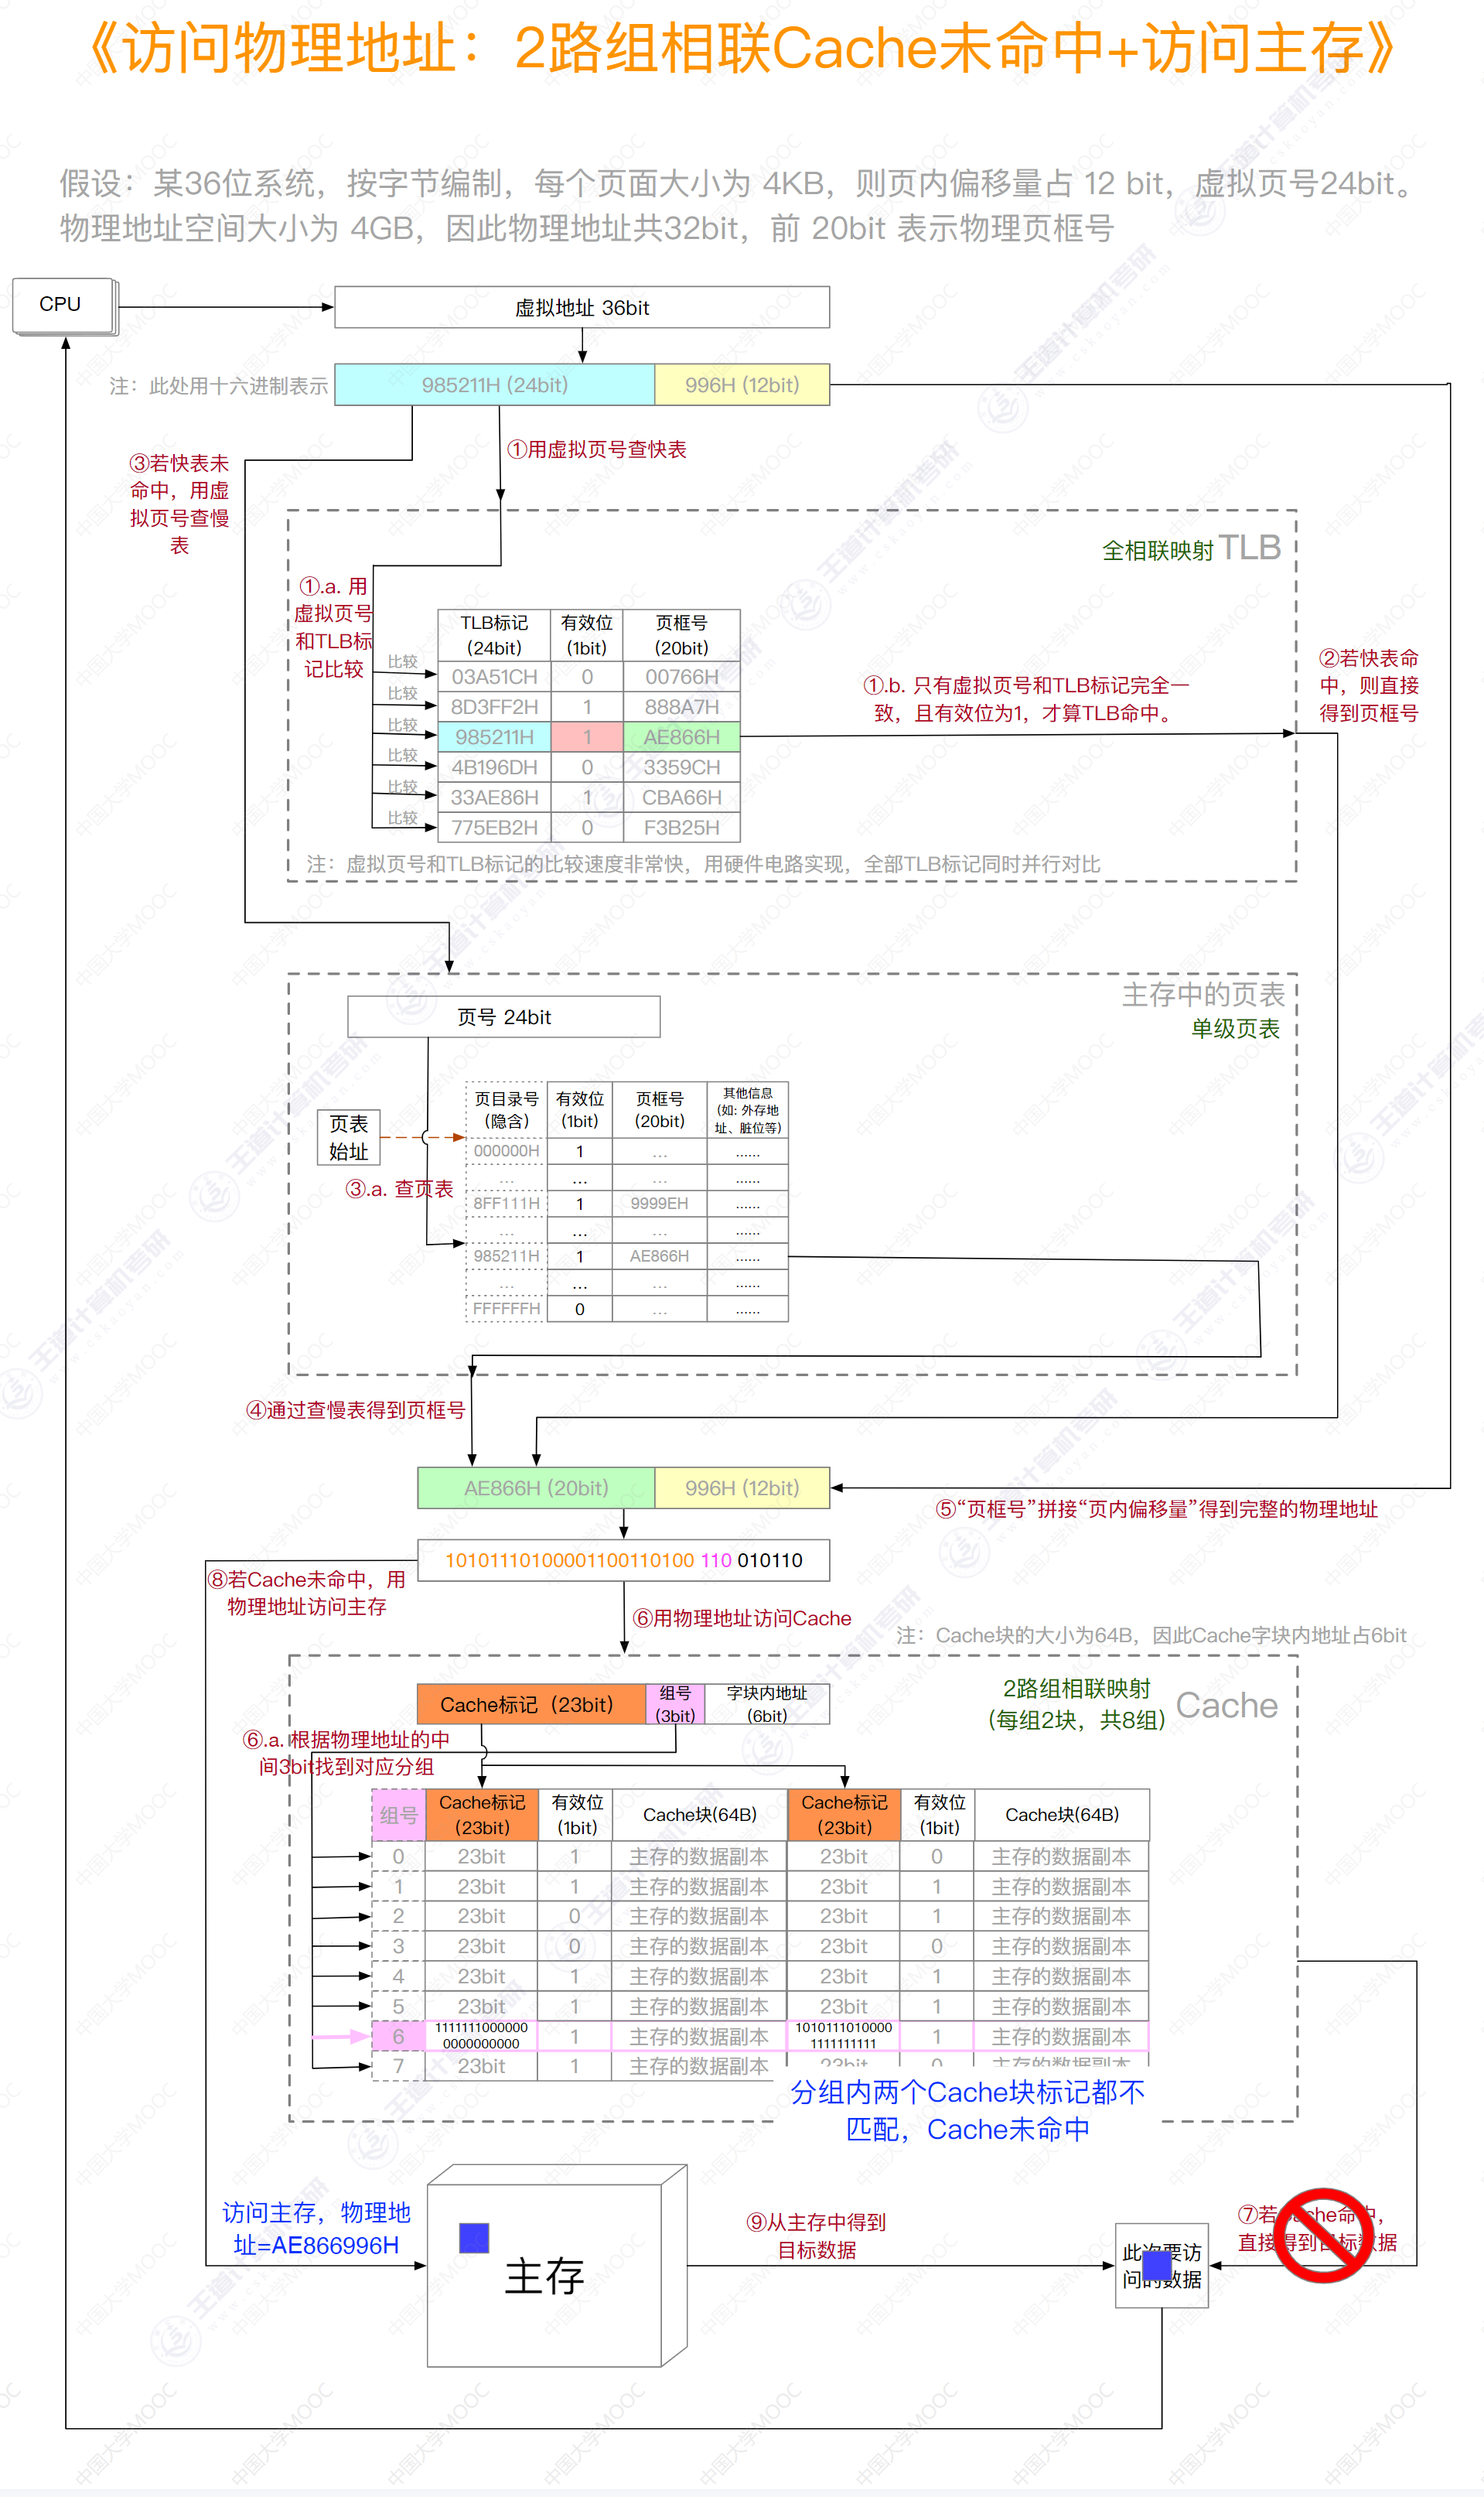 《访问物理地址：2路组相联Cache未命中+访问主存》
假设：某36位系统，按字节编制，每个页面大小为 4KB，则页内偏移量占 12 bit，虚拟页号24bit。
物理地址空间大小为 4GB，因此物理地址共32bit，前 20bit 表示物理页框号
CPU
虚拟地址 36bit
注：此处用十六进制表示
985211H (24bit)
996H (12bit)
①用虚拟页号查快表
③若快表未
命中，用虚
拟页号查慢
表
全相联映射 TLB
①.a. 用
虚拟页号
和TLB标
记比较
TLB标记
(24bit)
有效位
(1bit)
页框号
(20bit)
比较
03A51CH 0 00766H
比较
8D3FF2H 1 888A7H
比较
985211H 1 AE866H
比较
4B196DH 0 3359CH
比较
33AE86H 1 CBA66H
比较
775EB2H 0 F3B25H
①.b. 只有虚拟页号和TLB标记完全一
致，且有效位为1，才算TLB命中。
②若快表命
中，则直接
得到页框号
注：虚拟页号和TLB标记的比较速度非常快，用硬件电路实现，全部TLB标记同时并行对比
主存中的页表
单级页表
页号 24bit
页表
始址
③.a. 查页表
页目录号
(隐含)
有效位
(1bit)
页框号
(20bit)
其他信息
(如: 外存地
址、脏位等)
000000H 1 ... ......
... ... ......
8FF111H 1 9999EH ......
... ... ......
985211H 1 AE866H ......
... ... ... ......
FFFFFFH 0 ... ......
④通过查慢表得到页框号
AE866H (20bit)
996H (12bit)
⑤“页框号”拼接“页内偏移量”得到完整的物理地址
10101110100001100110100 110 010110
⑧若Cache未命中，用
物理地址访问主存
⑥用物理地址访问Cache
注：Cache块的大小为64B，因此Cache字块内地址占6bit
2路组相联映射
(每组2块，共8组)
Cache
Cache标记（23bit）
组号
(3bit)
字块内地址
(6bit)
⑥.a. 根据物理地址的中
间3bit找到对应分组
组号
Cache标记
（23bit）
有效位
(1bit)
Cache块(64B)
Cache标记
（23bit）
有效位
(1bit)
Cache块(64B)
0 23bit 1 主存的数据副本 23bit 0 主存的数据副本
1 23bit 1 主存的数据副本 23bit 1 主存的数据副本
2 23bit 0 主存的数据副本 23bit 1 主存的数据副本
3 23bit 0 主存的数据副本 23bit 0 主存的数据副本
4 23bit 1 主存的数据副本 23bit 1 主存的数据副本
5 23bit 1 主存的数据副本 23bit 1 主存的数据副本
6
1111111000000
0000000000
1 主存的数据副本
1010111010000
1111111111
1 主存的数据副本
7 23bit 1 主存的数据副本 23bit 0 主存的数据副本
分组内两个Cache块标记都不
匹配，Cache未命中
访问主存，物理地
址=AE866996H
主存
⑨从主存中得到
目标数据
此次要访
问的数据
⑦若Cache命中，
直接得到目标数据
王道计算机考研
www.cskaoyan.com
中国大学MOOC